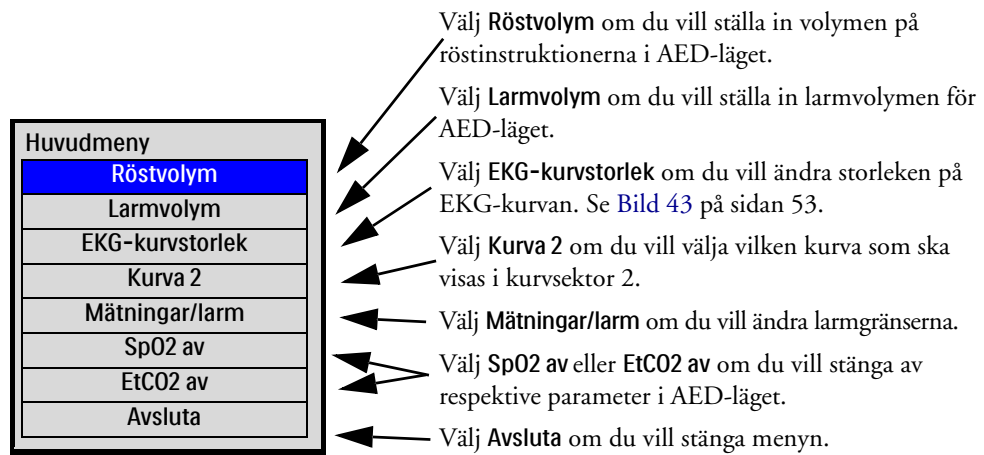 Välj Röstvolym om du vill ställa in volymen på
röstinstruktionerna i AED-läget.
Välj Larmvolym om du vill ställa in larmvolymen för
AED-läget.
Välj EKG-kurvstorlek om du vill ändra storleken på
EKG-kurvan. Se Bild 43 på sidan 53.
Välj Kurva 2 om du vill välja vilken kurva som ska
visas i kurvsektor 2.
Välj Mätningar/larm om du vill ändra larmgränserna.
Välj SpO2 av eller EtCO2 av om du vill stänga av
respektive parameter i AED-läget.
Välj Avsluta om du vill stänga menyn.
Huvudmeny
Röstvolym
Larmvolym
EKG-kurvstorlek
Kurva 2
Mätningar/larm
SpO2 av
EtCO2 av
Avsluta